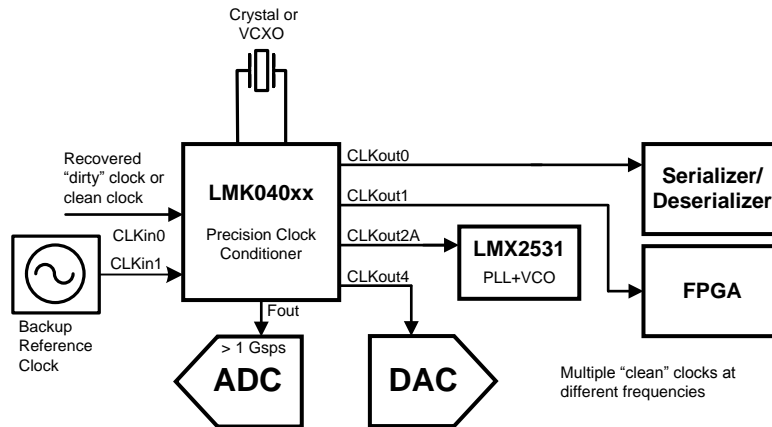 Crystal or
VCXO
Recovered
“dirty” clock or
clean clock
CLKin0
CLKin1
Backup
Reference
Clock
LMK040xx
Precision Clock
Conditioner
CLKout0
CLKout1
CLKout2A
CLKout4
Fout
LMX2531
PLL+VCO
Serializer/
Deserializer
FPGA
> 1 Gsps
ADC
DAC
Multiple “clean” clocks at
different frequencies